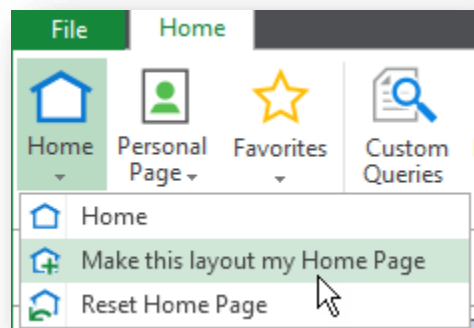 File Home
Home Personal Page Favorites Custom Queries
Home
Make this layout my Home Page
Reset Home Page